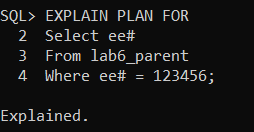 SQL> EXPLAIN PLAN FOR
2 Select ee#
3 From lab6_parent
4 Where ee# = 123456;
Explained.